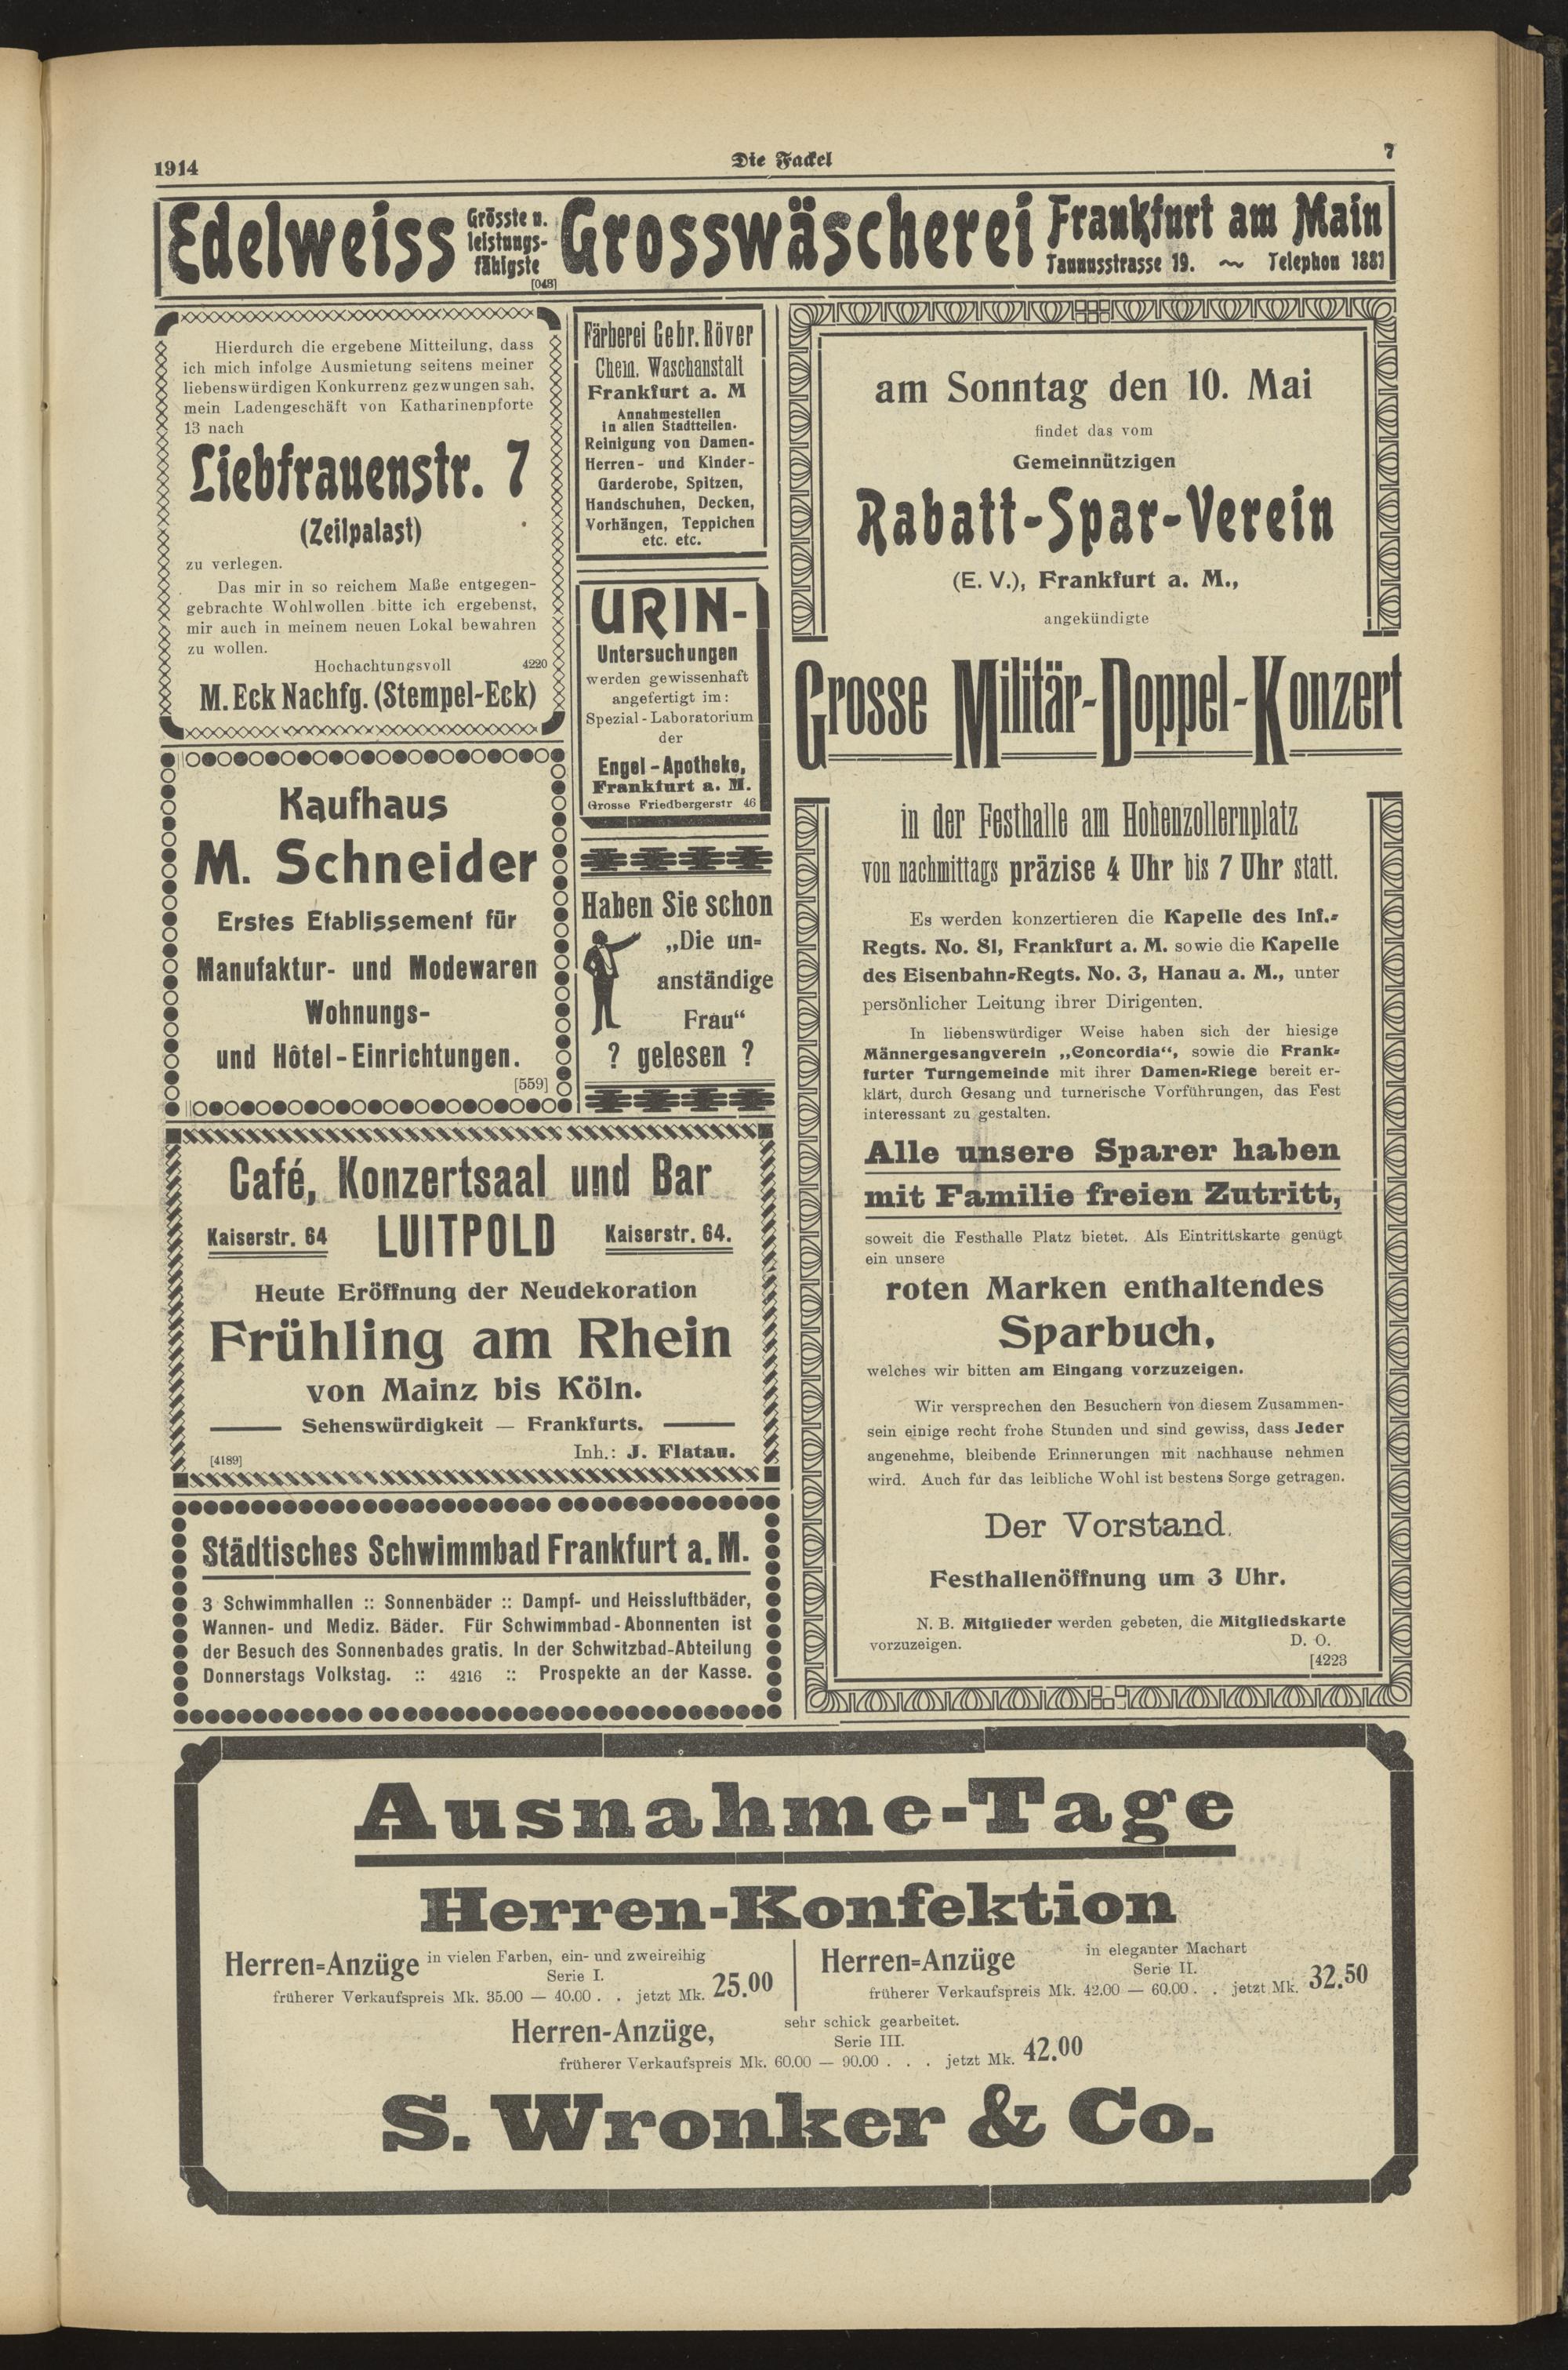 1914
Die Fackel
7
Edelweiss
Grösste u.
leistungs-
fähigste
[048]
Grosswäscherei
Frankfurt am Main
Taunusstrasse 19. ~ Telephon 1881
Hierdurch die ergebene Mitteilung, dass
ich mich infolge Ausmietung seitens meiner
liebenswürdigen Konkurrenz gezwungen sah,
mein Ladengeschäft von Katharinenpforte
13 nach
Liebfrauenstr. 7
(Zeilpalast)
zu verlegen.
Das mir in so reichem Maße entgegen-
gebrachte Wohlwollen bitte ich ergebenst,
mir auch in meinem neuen Lokal bewahren
zu wollen.
Hochachtungsvoll 4220
M. Eck Nachfg. (Stempel-Eck)
Kaufhaus
M. Schneider
Erstes Etablissement für
Manufaktur- und Modewaren
Wohnungs-
und Hôtel-Einrichtungen.
[559]
Färberei Gebr. Röver
Chem. Waschanstalt
Frankfurt a. M
Annahmestellen
in allen Stadtteilen.
Reinigung von Damen-
Herren- und Kinder-
Garderobe, Spitzen,
Handschuhen, Decken,
Vorhängen, Teppichen
etc. etc.
URIN-
Untersuchungen
werden gewissenhaft
angefertigt im:
Spezial-Laboratorium
der
Engel-Apotheke,
Frankfurt a. M.
Grosse Friedbergerstr 46
Haben Sie schon
„Die un-
anständige
Frau“
? gelesen ?
Café, Konzertsaal und Bar
Kaiserstr. 64 LUITPOLD Kaiserstr. 64.
Heute Eröffnung der Neudekoration
Frühling am Rhein
von Mainz bis Köln.
Sehenswürdigkeit — Frankfurts.
Inh.: J. Flatau.
[4189]
Städtisches Schwimmbad Frankfurt a. M.
3 Schwimmhallen :: Sonnenbäder :: Dampf- und Heissluftbäder,
Wannen- und Mediz. Bäder. Für Schwimmbad-Abonnenten ist
der Besuch des Sonnenbades gratis. In der Schwitzbad-Abteilung
Donnerstags Volkstag. :: 4216 :: Prospekte an der Kasse.
am Sonntag den 10. Mai
findet das vom
Gemeinnützigen
Rabatt-Spar-Verein
(E. V.), Frankfurt a. M.,
angekündigte
Grosse Militär-Doppel-Konzert
in der Festhalle am Hohenzollernplatz
von nachmittags präzise 4 Uhr bis 7 Uhr statt.
Es werden konzertieren die Kapelle des Inf.-
Regts. No. 81, Frankfurt a. M. sowie die Kapelle
des Eisenbahn-Regts. No. 3, Hanau a. M., unter
persönlicher Leitung ihrer Dirigenten.
In liebenswürdiger Weise haben sich der hiesige
Männergesangverein „Concordia“, sowie die Frank-
furter Turngemeinde mit ihrer Damen-Riege bereit er-
klärt, durch Gesang und turnerische Vorführungen, das Fest
interessant zu gestalten.
Alle unsere Sparer haben
mit Familie freien Zutritt,
soweit die Festhalle Platz bietet. Als Eintrittskarte genügt
ein unsere
roten Marken enthaltendes
Sparbuch,
welches wir bitten am Eingang vorzuzeigen.
Wir versprechen den Besuchern von diesem Zusammen-
sein einige recht frohe Stunden und sind gewiss, dass Jeder
angenehme, bleibende Erinnerungen mit nachhause nehmen
wird. Auch für das leibliche Wohl ist bestens Sorge getragen.
Der Vorstand.
Festhallenöffnung um 3 Uhr.
N. B. Mitglieder werden gebeten, die Mitgliedskarte
vorzuzeigen. D. O.
[4223
Ausnahme-Tage
Herren-Konfektion
Herren-Anzüge in vielen Farben, ein- und zweireihig
Serie I.
früherer Verkaufspreis Mk. 35.00 — 40.00 . . jetzt Mk. 25.00
Herren-Anzüge in eleganter Machart
Serie II.
früherer Verkaufspreis Mk. 42.00 — 60.00 . . jetzt Mk. 32.50
Herren-Anzüge, sehr schick gearbeitet.
Serie III.
früherer Verkaufspreis Mk. 60.00 — 90.00 . . . jetzt Mk. 42.00
S. Wronker & Co.